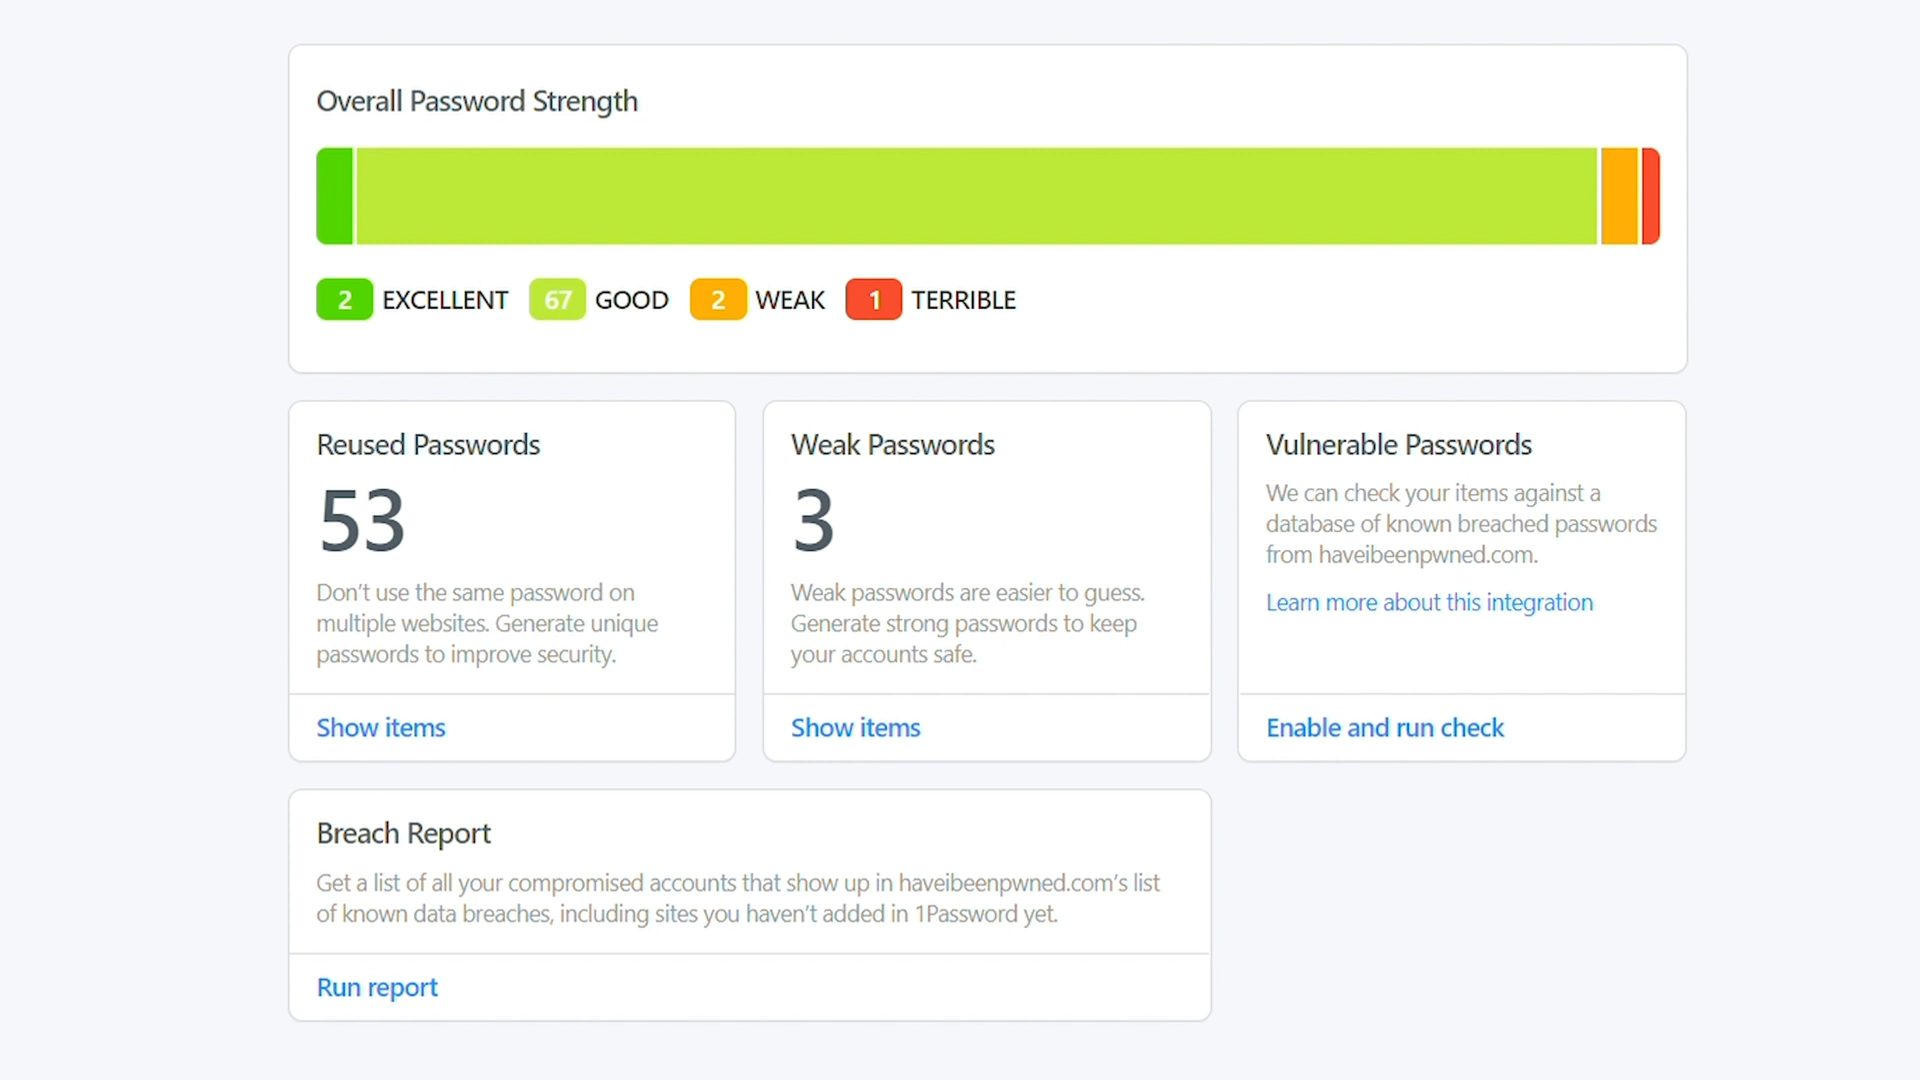 Overall Password Strength
2 EXCELLENT 67 GOOD 2 WEAK 1 TERRIBLE
Reused Passwords
53
Don’t use the same password on
multiple websites. Generate unique
passwords to improve security.
Show items
Weak Passwords
3
Weak passwords are easier to guess.
Generate strong passwords to keep
your accounts safe.
Show items
Vulnerable Passwords
We can check your items against a
database of known breached passwords
from haveibeenpwned.com.
Learn more about this integration
Enable and run check
Breach Report
Get a list of all your compromised accounts that show up in haveibeenpwned.com’s list
of known data breaches, including sites you haven’t added in 1Password yet.
Run report